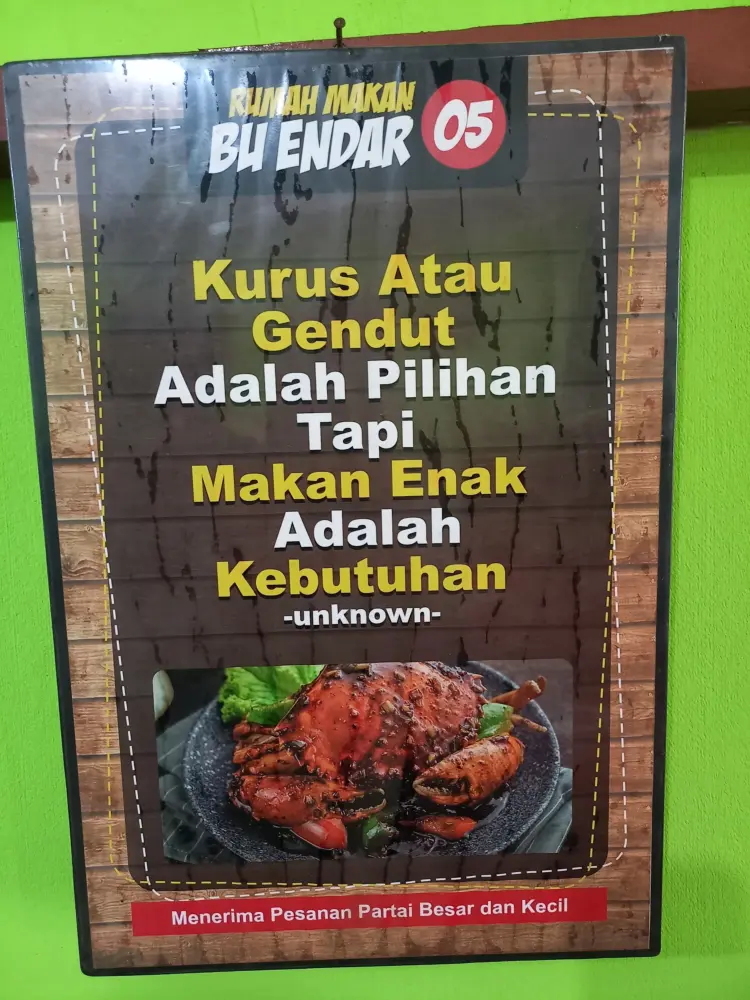 RUMAH MAKAN
BU ENDAR 05
Kurus Atau
Gendut
Adalah Pilihan
Tapi
Makan Enak
Adalah
Kebutuhan
-unknown-
Menerima Pesanan Partai Besar dan Kecil